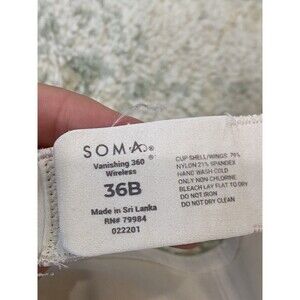 SOMA®
Vanishing 360®
Wireless
36B
Made in Sri Lanka
RN# 79984
022201
CUP SHELL/WINGS: 79%
NYLON 21% SPANDEX
HAND WASH COLD
ONLY NON CHLORINE
BLEACH LAY FLAT TO DRY
DO NOT IRON
DO NOT DRY CLEAN